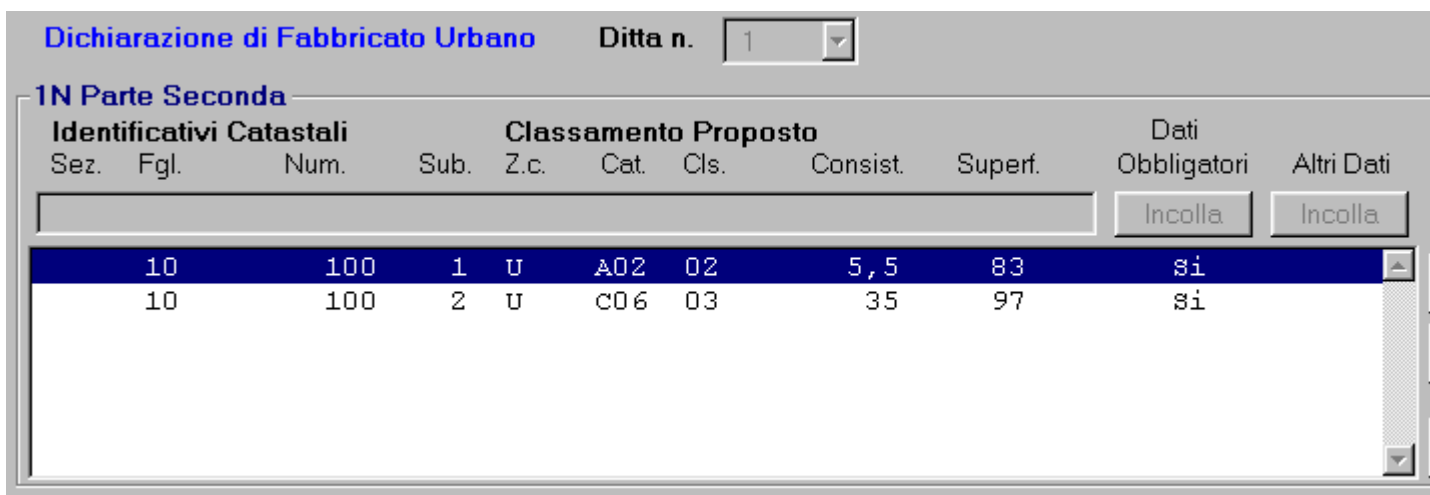 Dichiarazione di Fabbricato Urbano Ditta n. 1
1N Parte Seconda
Identificativi Catastali Classamento Proposto Dati
Sez. Fgl. Num. Sub. Z.c. Cat. Cls. Consist. Superf. Obbligatori Altri Dati
Incolla Incolla
10 100 1 U A02 02 5,5 83 Si
10 100 2 U C06 03 35 97 Si